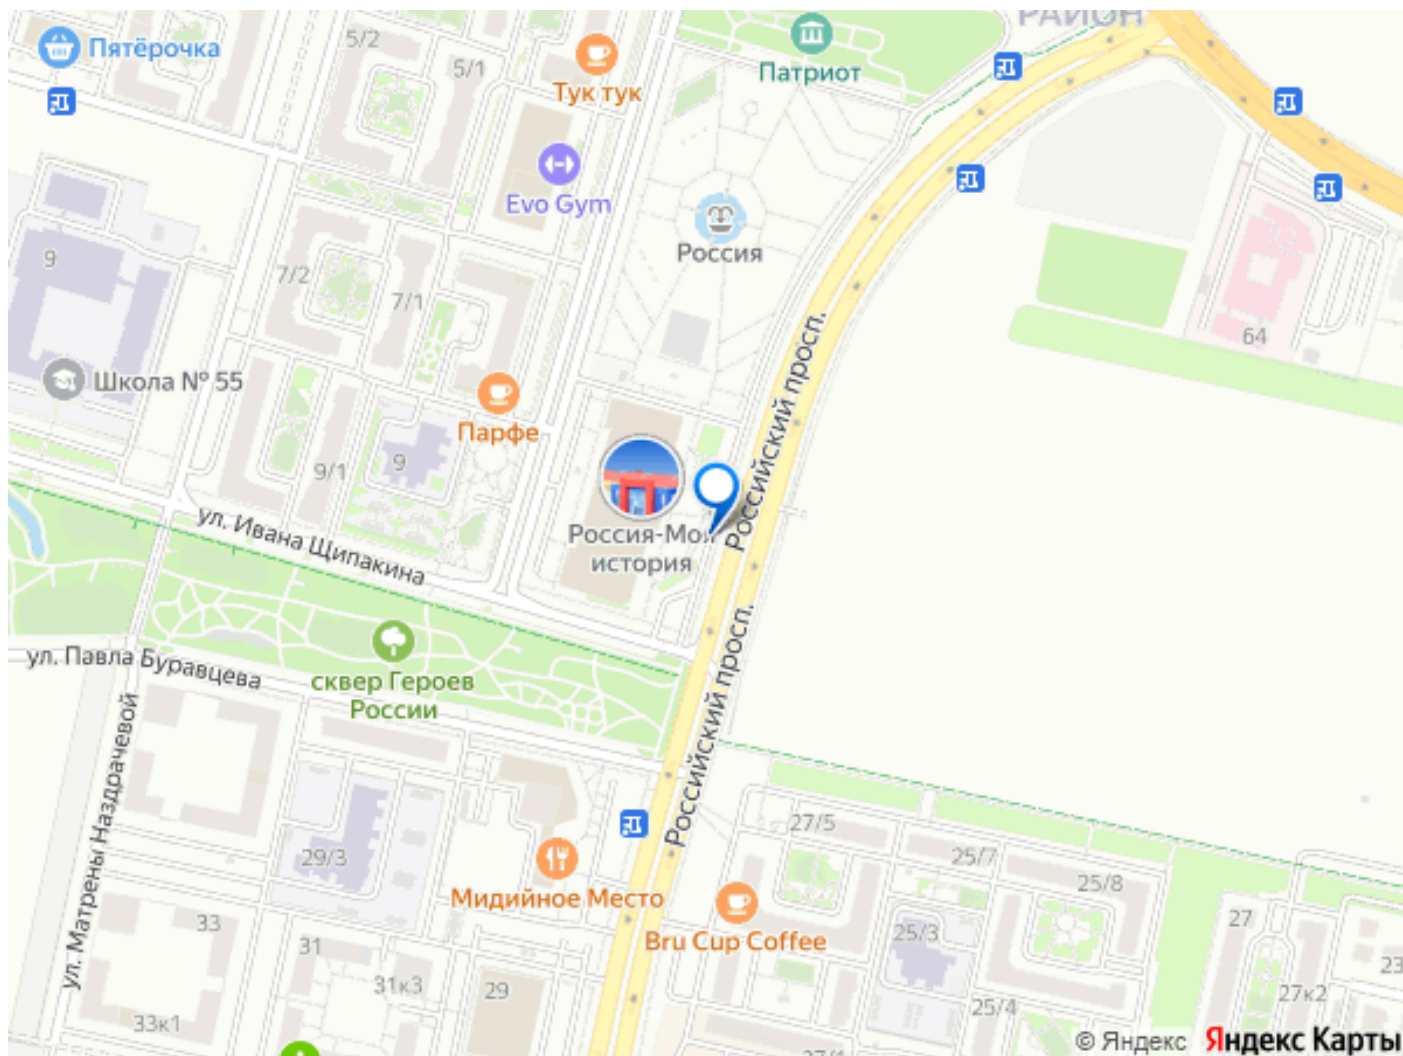 РАЙОН
Пятёрочка
5/2
5/1
Тук тук
Патриот
Evo Gym
Россия
9
7/2
7/1
64
Российский просп.
Школа № 55
Парфе
9/1
9
ул. Ивана Щипакина
Россия-Моя
история
Российский просп.
ул. Павла Буравцева
сквер Героев
России
ул. Матрены Наздрачевой
27/5
25/7
25/8
29/3
Мидийное Место
Bru Cup Coffee
25/3
27
33
31
31к3
29
25/4
27к2
23
33к1
27/1
© Яндекс Яндекс Карты